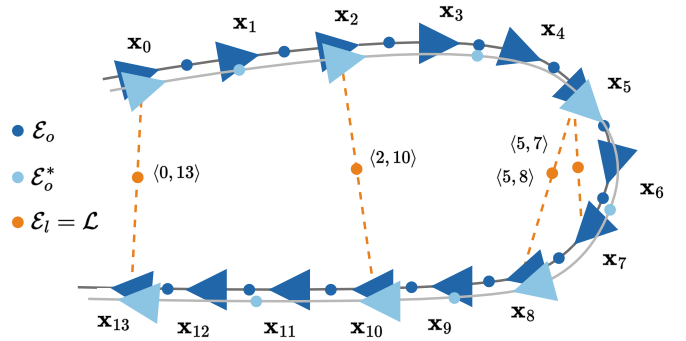 x₀
x₁
x₂
x₃
x₄
x₅
x₆
x₇
x₈
x₉
x₁₀
x₁₁
x₁₂
x₁₃
ℰₒ
ℰₒ*
ℰₗ = ℒ
⟨0, 13⟩
⟨2, 10⟩
⟨5, 7⟩
⟨5, 8⟩